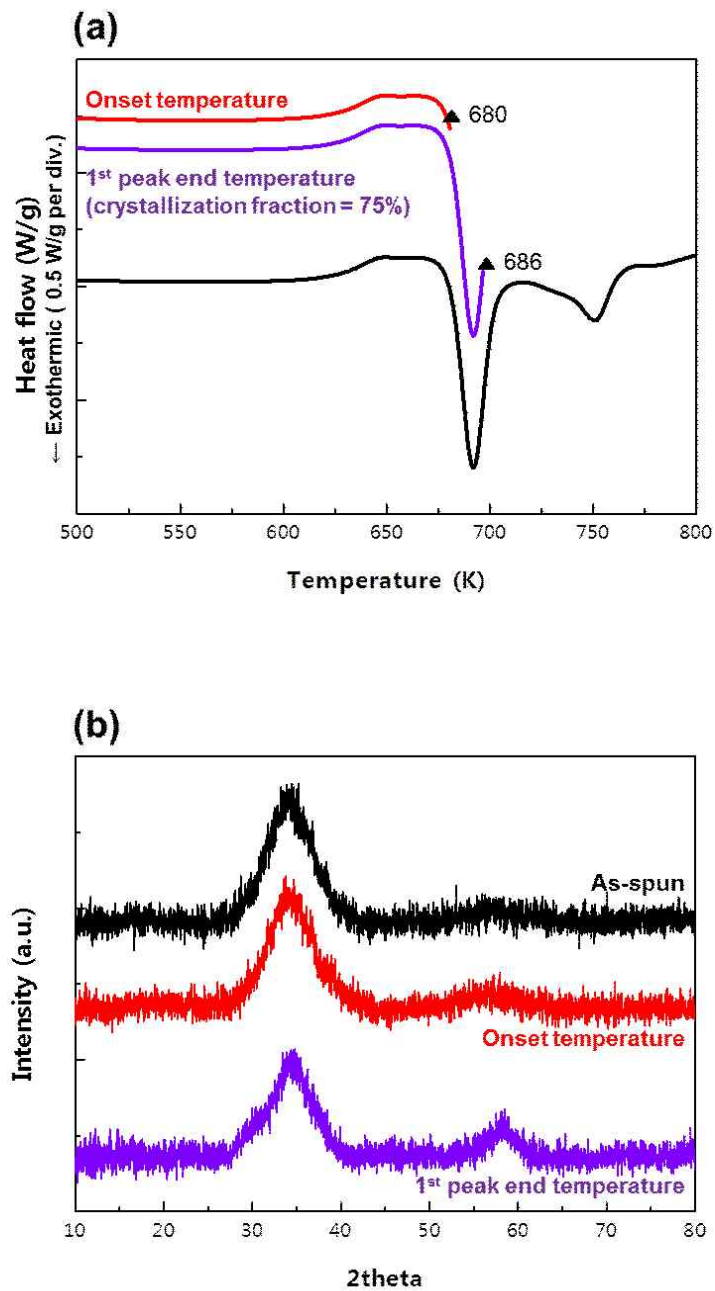 (a)
Onset temperature
680
1st peak end temperature
(crystallization fraction = 75%)
686
Heat flow (W/g)
← Exothermic ( 0.5 W/g per div.)
500 550 600 650 700 750 800
Temperature (K)
(b)
As-spun
Onset temperature
1st peak end temperature
Intensity (a.u.)
10 20 30 40 50 60 70 80
2theta